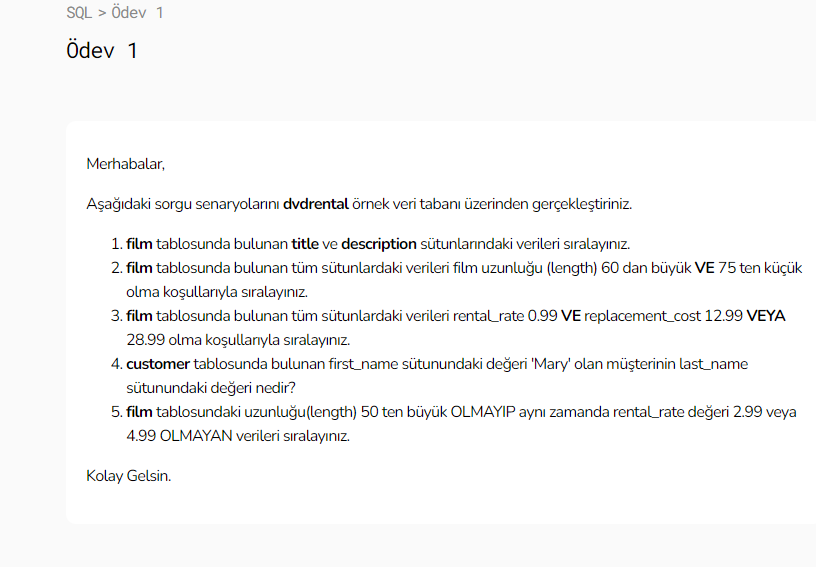 SQL > Ödev 1
Ödev 1
Merhabalar,
Aşağıdaki sorgu senaryolarını dvdrental örnek veri tabanı üzerinden gerçekleştiriniz.
1. film tablosunda bulunan title ve description sütunlarındaki verileri sıralayınız.
2. film tablosunda bulunan tüm sütunlardaki verileri film uzunluğu (length) 60 dan büyük VE 75 ten küçük
olma koşullarıyla sıralayınız.
3. film tablosunda bulunan tüm sütunlardaki verileri rental_rate 0.99 VE replacement_cost 12.99 VEYA
28.99 olma koşullarıyla sıralayınız.
4. customer tablosunda bulunan first_name sütunundaki değeri 'Mary' olan müşterinin last_name
sütunundaki değeri nedir?
5. film tablosundaki uzunluğu(length) 50 ten büyük OLMAYIP aynı zamanda rental_rate değeri 2.99 veya
4.99 OLMAYAN verileri sıralayınız.
Kolay Gelsin.